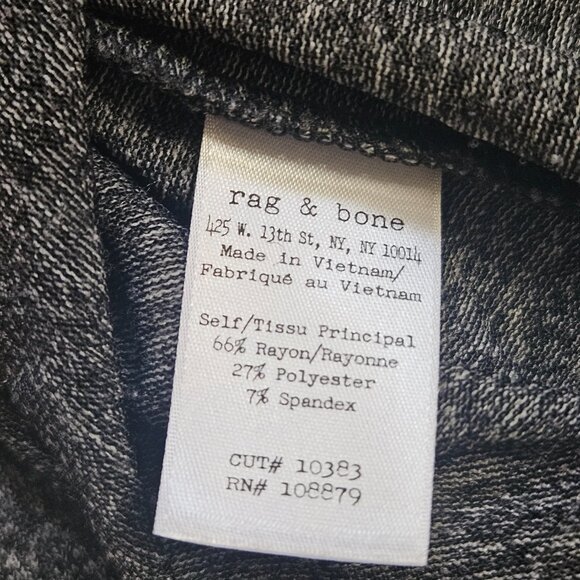 rag & bone
425 W. 13th St, NY, NY 10014
Made in Vietnam/
Fabriqué au Vietnam
Self/Tissu Principal
66% Rayon/Rayonne
27% Polyester
7% Spandex
CUT# 10383
RN# 108879